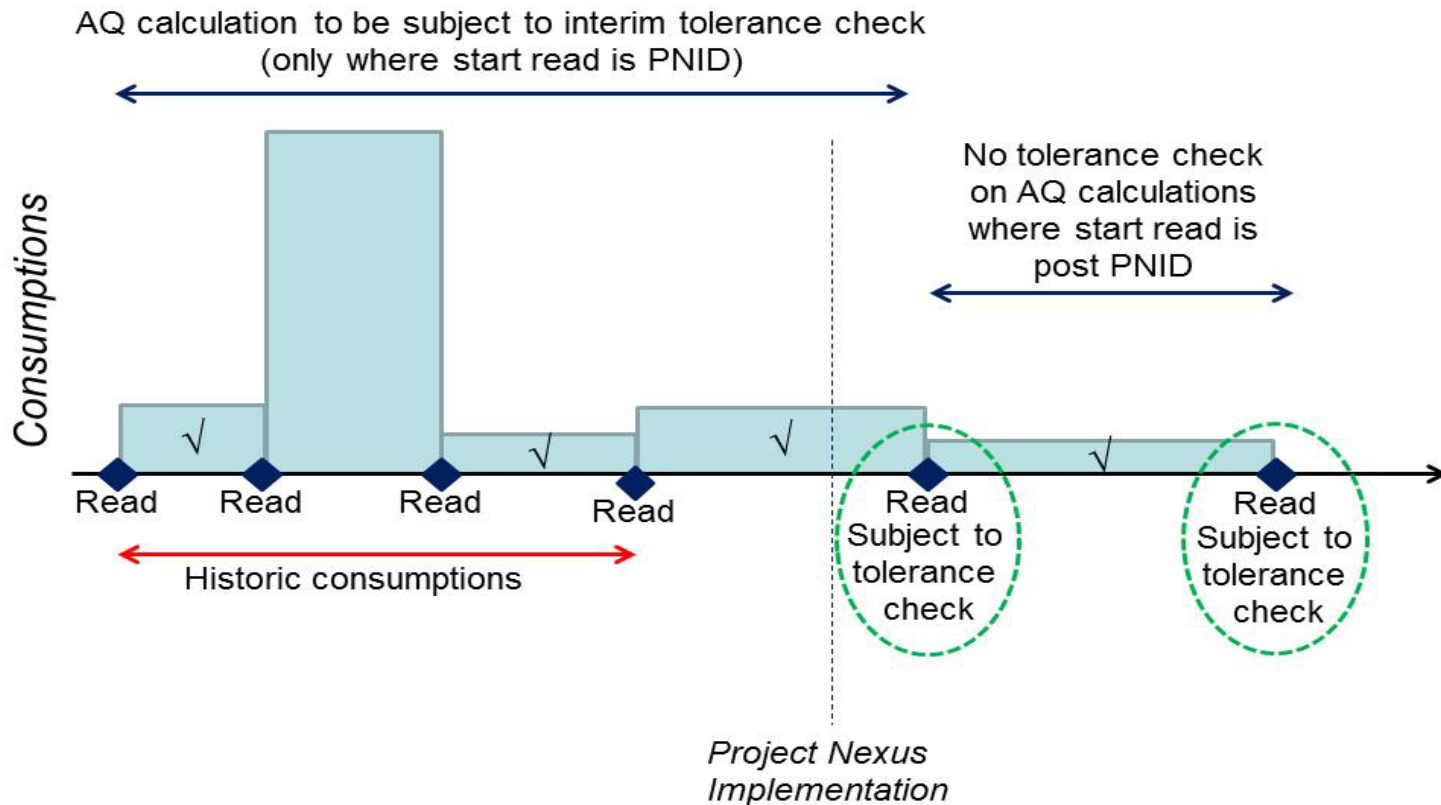 AQ calculation to be subject to interim tolerance check
(only where start read is PNID)
No tolerance check
on AQ calculations
where start read is
post PNID
Consumptions
√
√
√
√
Read
Read
Read
Read
Read
Subject to
tolerance
check
Read
Subject to
tolerance
check
Historic consumptions
Project Nexus
Implementation